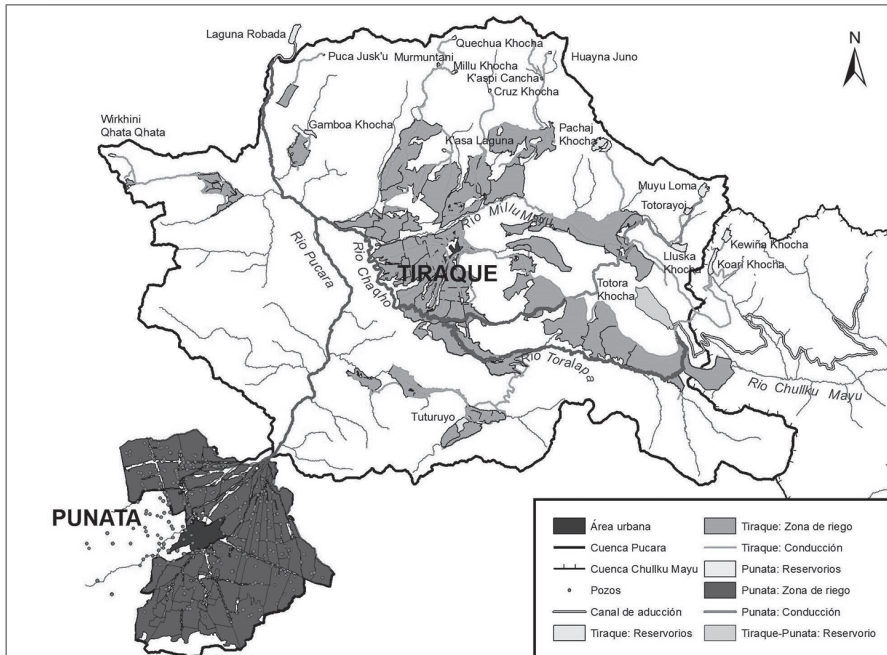 Laguna Robada
Puca Jusk'u
Murmuntani
Quechua Khocha
Millu Khocha
K'aspi Cancha
Cruz Khocha
Huayna Juno
N
Wirkhini
Qhata Qhata
Gamboa Khocha
K'asa Laguna
Pachaj
Khocha
Muyu Loma
Totorayoj
Rio Millu Mayu
Lluska
Khocha
Kewiña Khocha
Koari Khocha
Rio Pucara
Rio Chaqho
TIRAQUE
Totora
Khocha
Rio Toralapa
Rio Chullku Mayu
Tuturuyo
PUNATA
Área urbana
Cuenca Pucara
Cuenca Chullku Mayu
Pozos
Canal de aducción
Tiraque: Reservorios
Tiraque: Zona de riego
Tiraque: Conducción
Punata: Reservorios
Punata: Zona de riego
Punata: Conducción
Tiraque-Punata: Reservorio